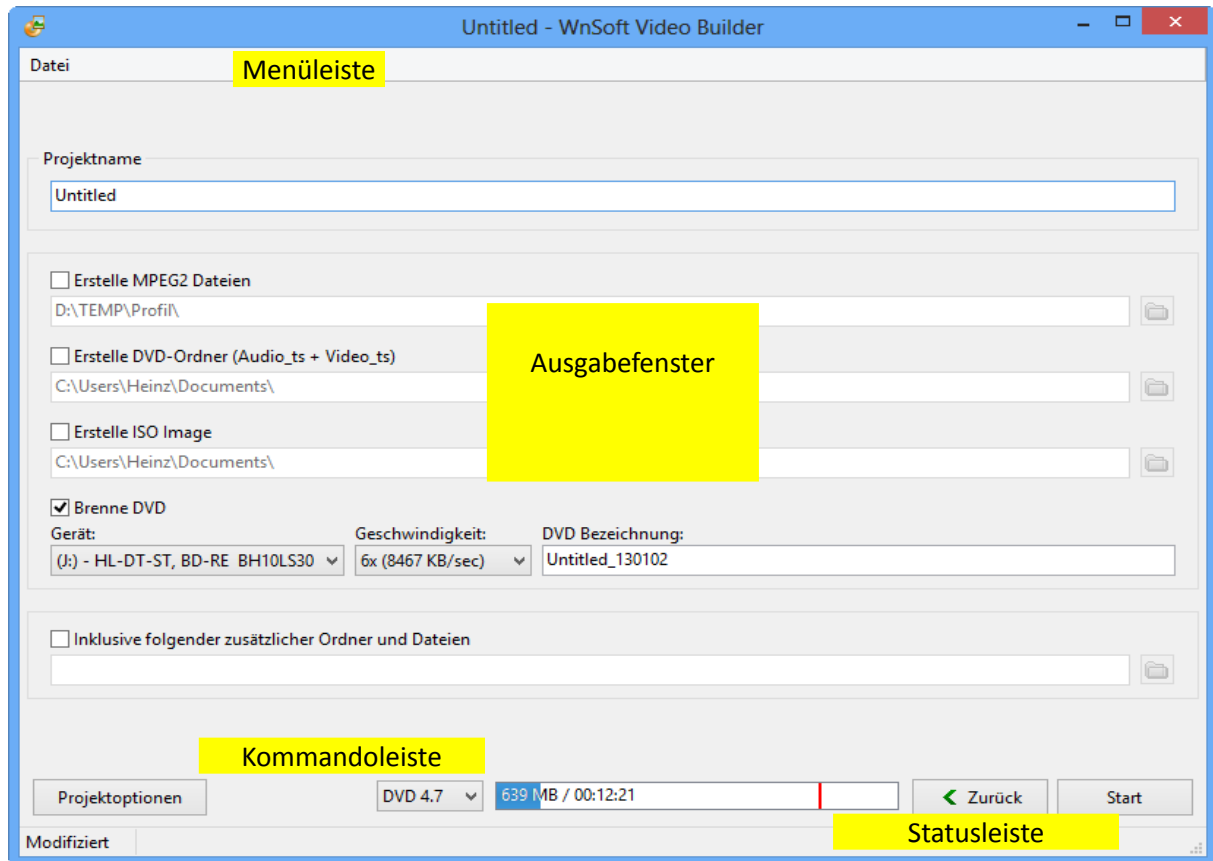 Untitled - WnSoft Video Builder
Datei
Menüleiste
Projektname
Untitled
Erstelle MPEG2 Dateien
D:\TEMP\Profil\
Erstelle DVD-Ordner (Audio_ts + Video_ts)
Ausgabefenster
C:\Users\Heinz\Documents\
Erstelle ISO Image
C:\Users\Heinz\Documents\
Brenne DVD
Gerät: Geschwindigkeit: DVD Bezeichnung:
(J:) - HL-DT-ST, BD-RE BH10LS30 6x (8467 KB/sec) Untitled_130102
Inklusive folgender zusätzlicher Ordner und Dateien
Kommandoleiste
Projektoptionen DVD 4.7 639 MB / 00:12:21 Zurück Start
Statusleiste
Modifiziert